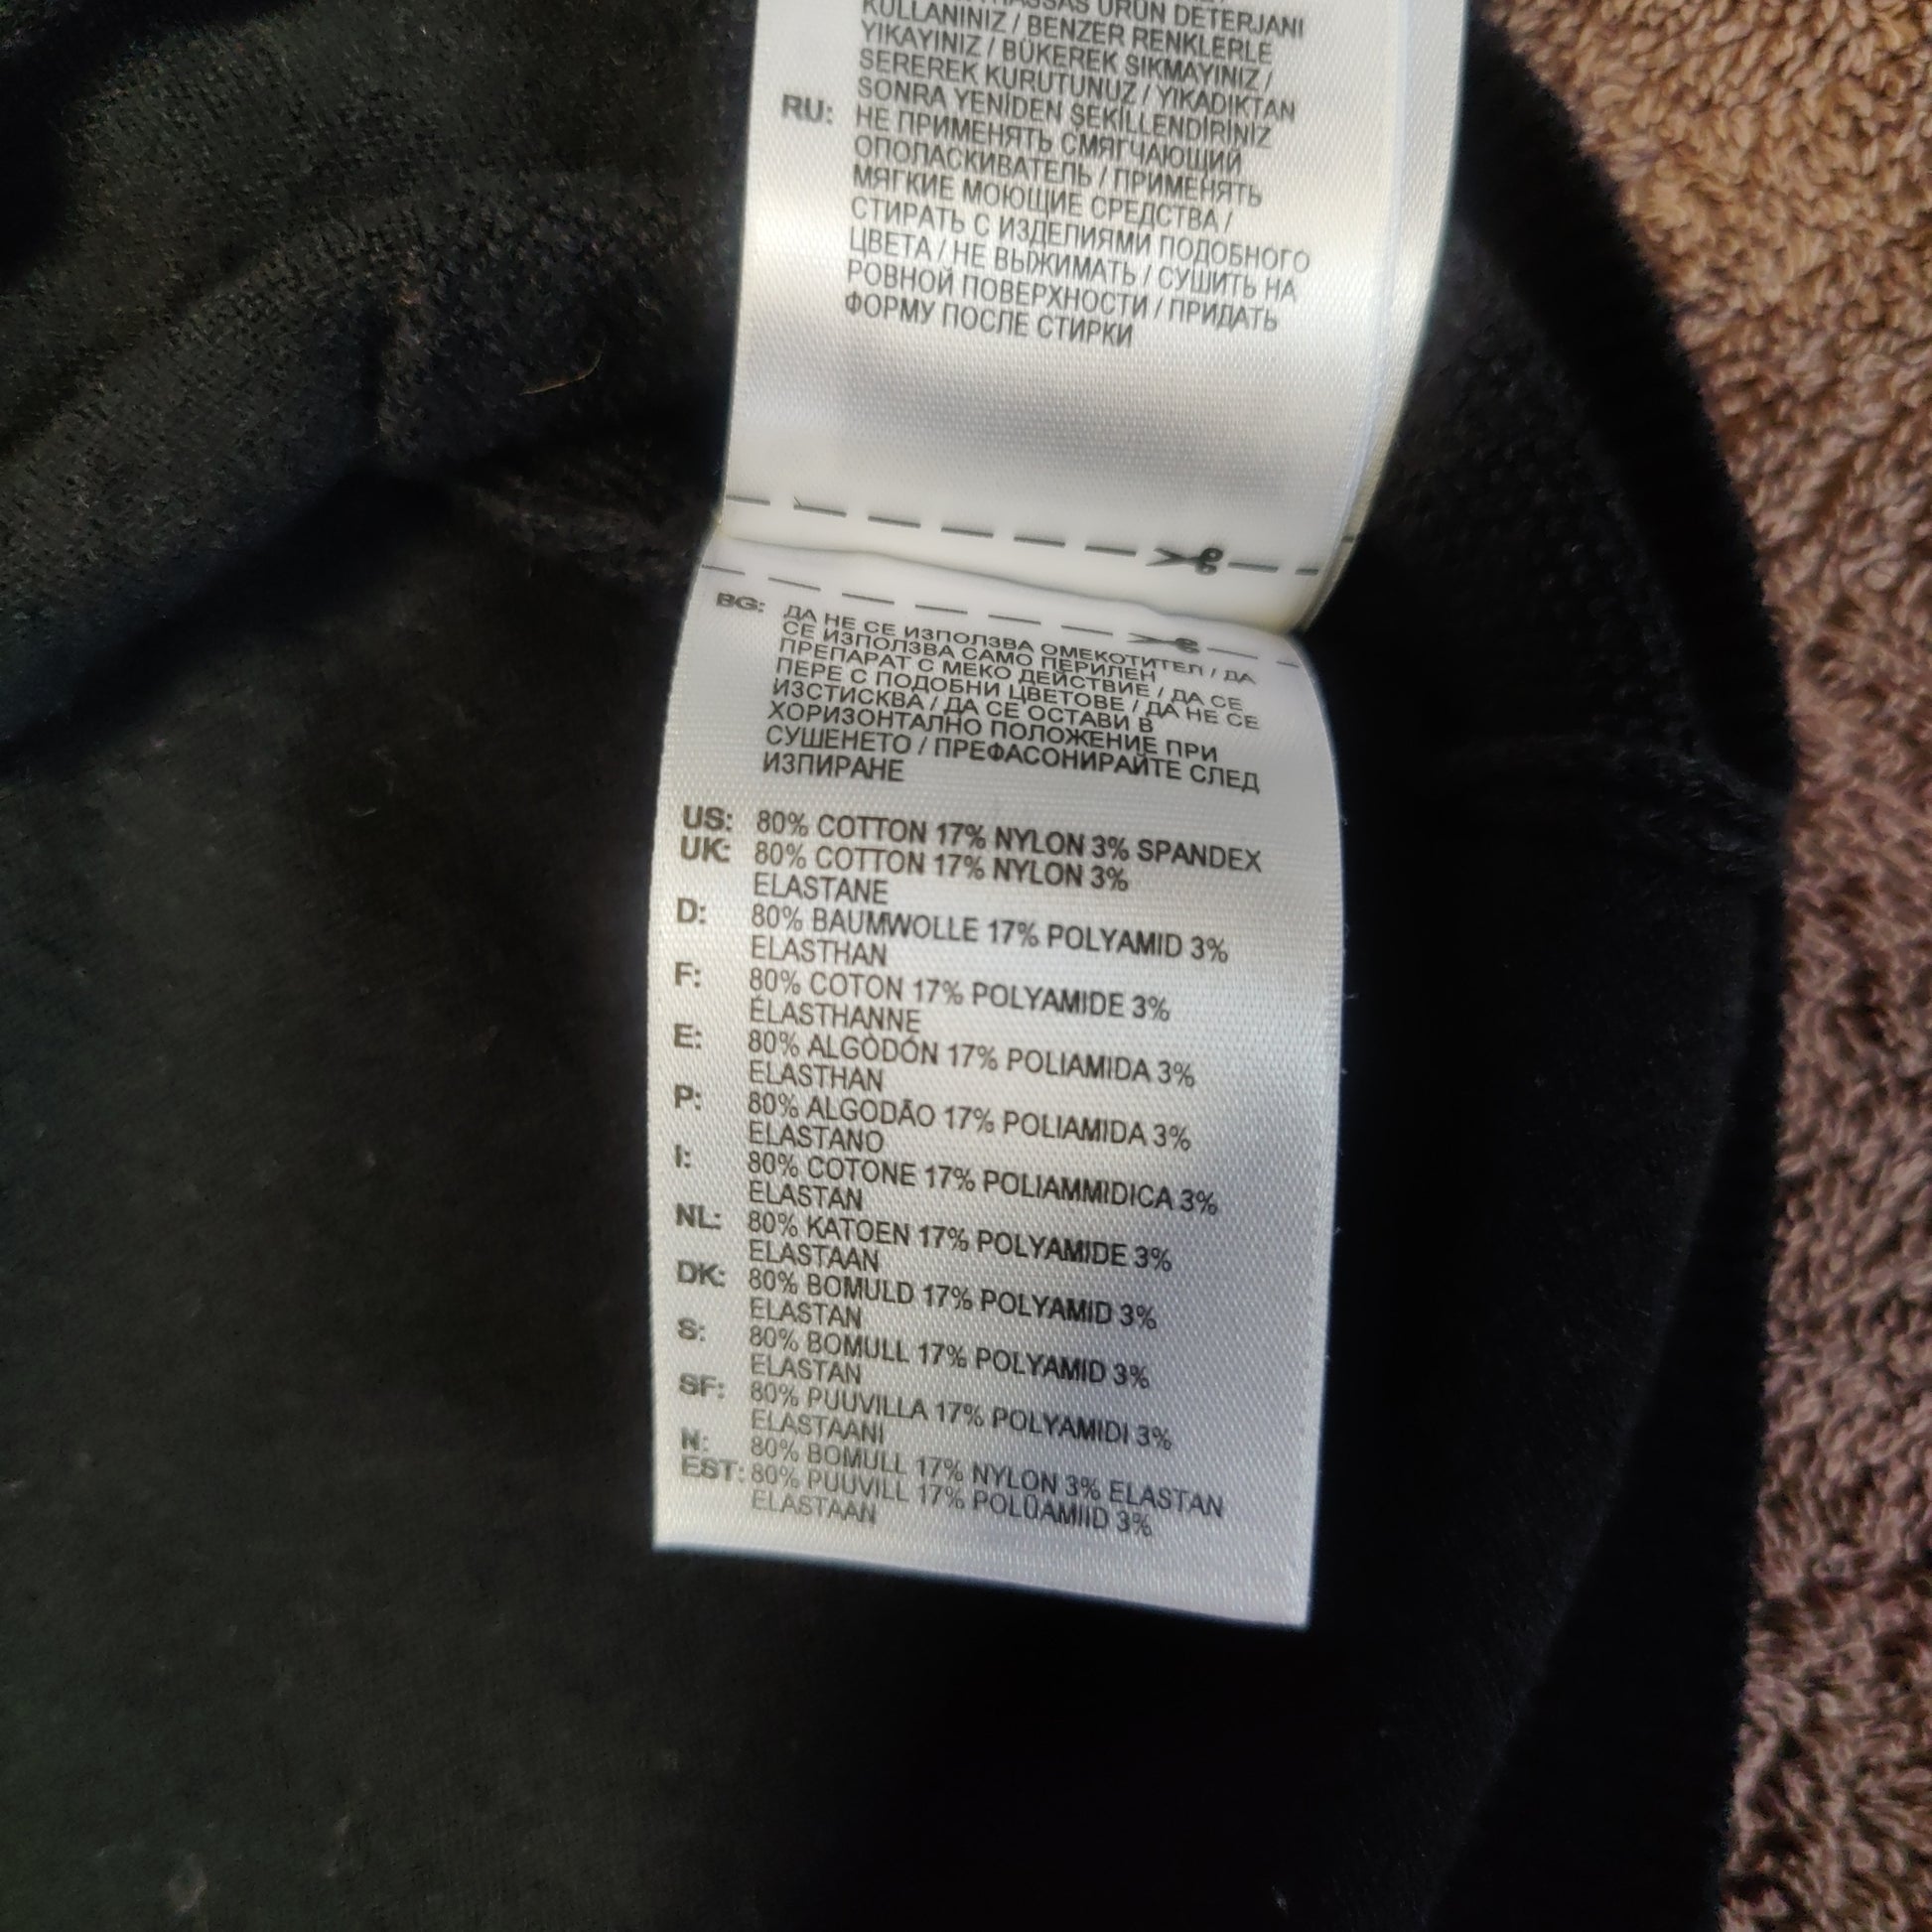 ÜRÜN DETERJANI
KULLANINIZ / BENZER RENKLERLE
YIKAYINIZ / BÜKEREK SIKMAYINIZ /
SEREREK KURUTUNUZ / YIKADIKTAN
SONRA YENİDEN ŞEKİLLENDİRİNİZ
RU: НЕ ПРИМЕНЯТЬ СМЯГЧАЮЩИЙ
ОПОЛАСКИВАТЕЛЬ / ПРИМЕНЯТЬ
МЯГКИЕ МОЮЩИЕ СРЕДСТВА /
СТИРАТЬ С ИЗДЕЛИЯМИ ПОДОБНОГО
ЦВЕТА / НЕ ВЫЖИМАТЬ / СУШИТЬ НА
РОВНОЙ ПОВЕРХНОСТИ / ПРИДАТЬ
ФОРМУ ПОСЛЕ СТИРКИ
BG: ДА НЕ СЕ ИЗПОЛЗВА ОМЕКОТИТЕЛ / ДА
СЕ ИЗПОЛЗВА САМО ПЕРИЛЕН
ПРЕПАРАТ С МЕКО ДЕЙСТВИЕ / ДА СЕ
ПЕРЕ С ПОДОБНИ ЦВЕТОВЕ / ДА НЕ СЕ
ИЗСТИСКВА / ДА СЕ ОСТАВИ В
ХОРИЗОНТАЛНО ПОЛОЖЕНИЕ ПРИ
СУШЕНЕТО / ПРЕФАСОНИРАЙТЕ СЛЕД
ИЗПИРАНЕ
US: 80% COTTON 17% NYLON 3% SPANDEX
UK: 80% COTTON 17% NYLON 3%
ELASTANE
D: 80% BAUMWOLLE 17% POLYAMID 3%
ELASTHAN
F: 80% COTON 17% POLYAMIDE 3%
ÉLASTHANNE
E: 80% ALGODÓN 17% POLIAMIDA 3%
ELASTHAN
P: 80% ALGODÃO 17% POLIAMIDA 3%
ELASTANO
I: 80% COTONE 17% POLIAMMIDICA 3%
ELASTAN
NL: 80% KATOEN 17% POLYAMIDE 3%
ELASTAAN
DK: 80% BOMULD 17% POLYAMID 3%
ELASTAN
S: 80% BOMULL 17% POLYAMID 3%
ELASTAN
SF: 80% PUUVILLA 17% POLYAMIDI 3%
ELASTAANI
N: 80% BOMULL 17% NYLON 3% ELASTAN
EST: 80% PUUVILL 17% POLÜAMIID 3%
ELASTAAN